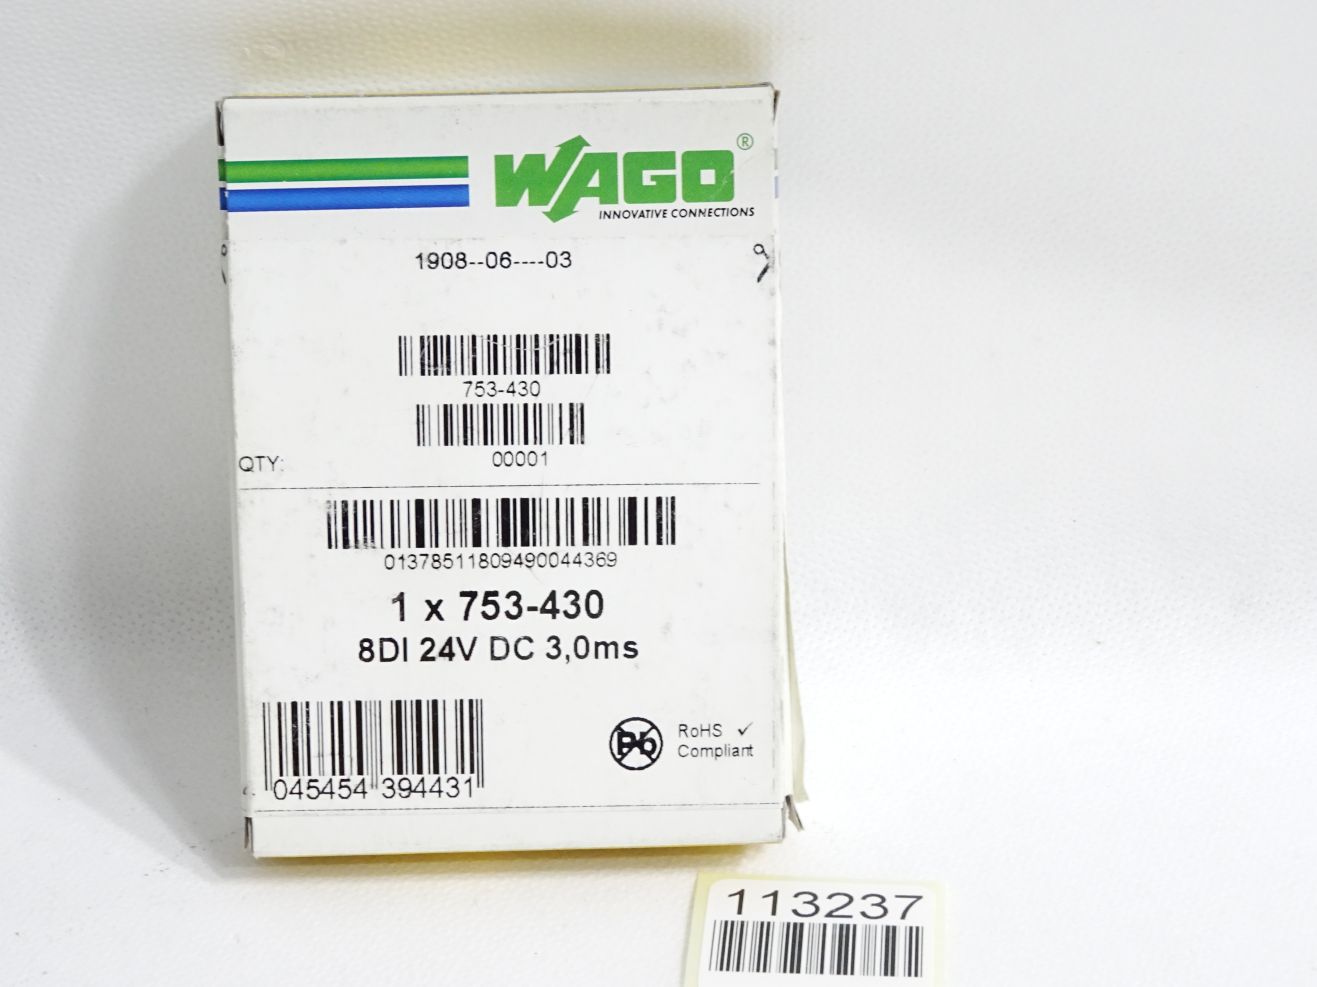 WAGO®
INNOVATIVE CONNECTIONS
1908--06----03
753-430
QTY: 00001
01378511809490044369
1 x 753-430
8DI 24V DC 3,0ms
Pb
RoHS ✓
Compliant
045454 394431
113237